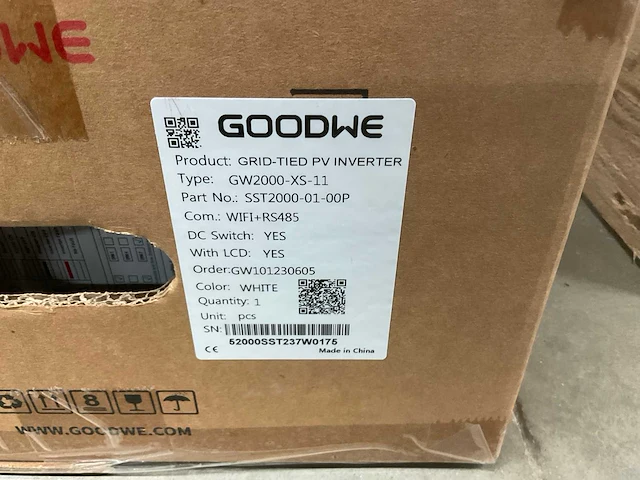 GOODWE
Product: GRID-TIED PV INVERTER
Type: GW2000-XS-11
Part No.: SST2000-01-00P
Com.: WIFI+RS485
DC Switch: YES
With LCD: YES
Order:GW101230605
Color: WHITE
Quantity: 1
Unit: pcs
SN:
52000SST237W0175
CE Made in China
8
WWW.GOODWE.COM